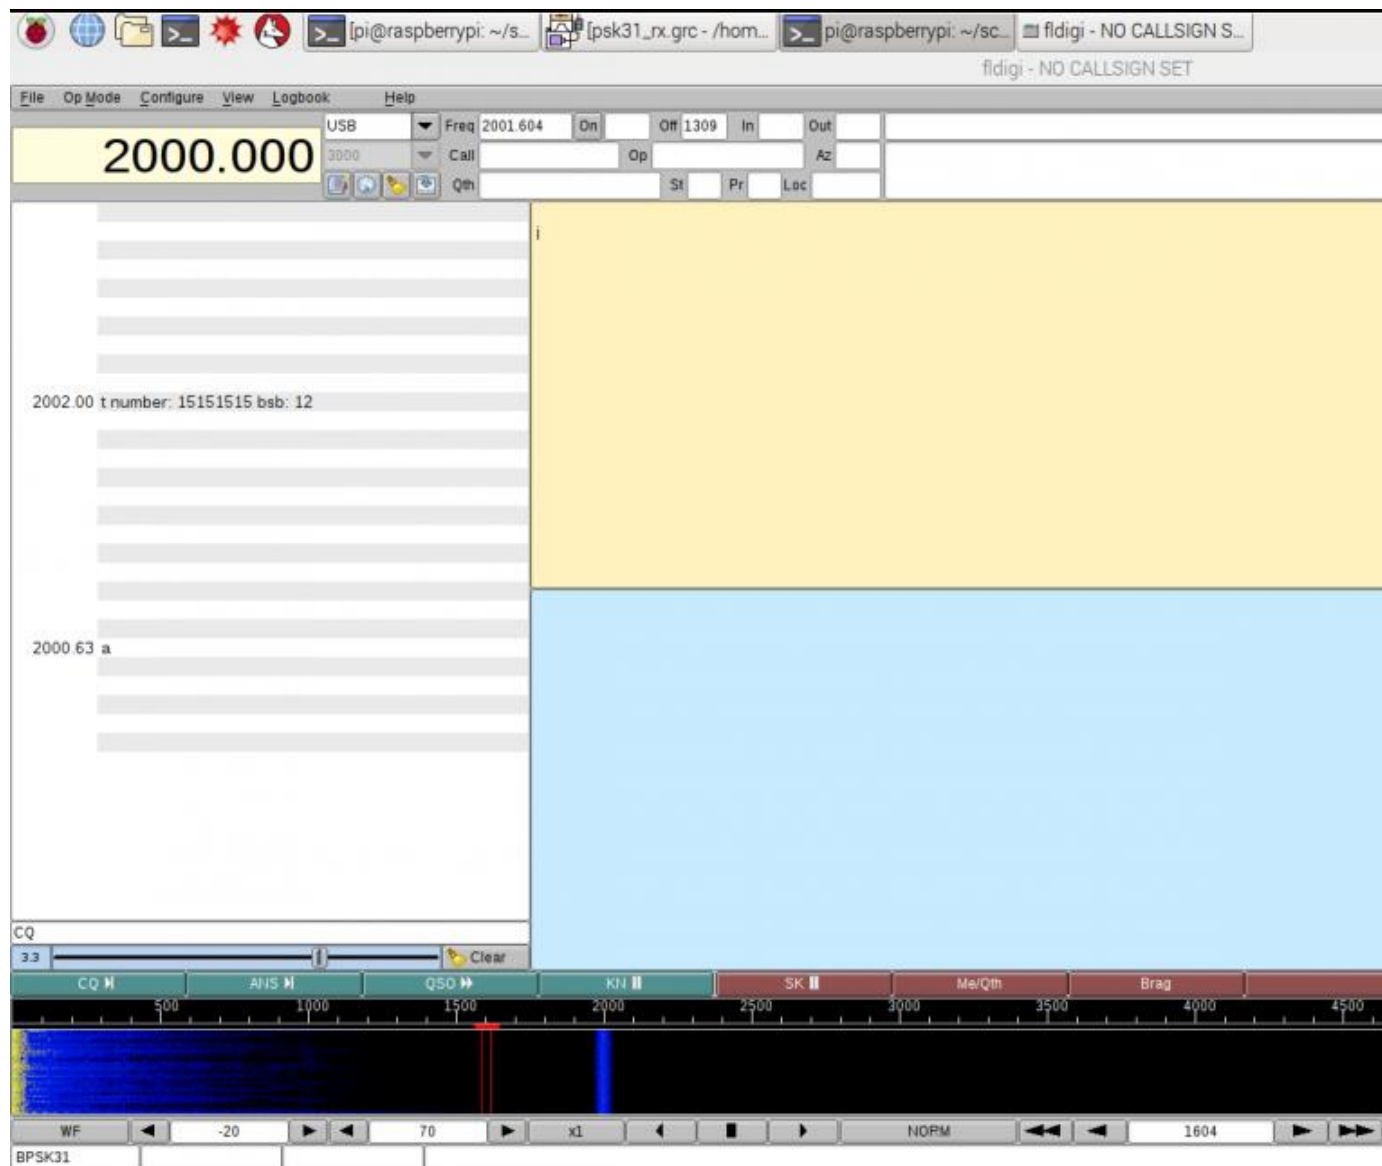 [pi@raspberrypi: ~/s... [psk31_rx.grc - /hom... pi@raspberrypi: ~/sc... fldigi - NO CALLSIGN S...
fldigi - NO CALLSIGN SET
File Op Mode Configure View Logbook Help
2000.000 USB Freq 2001.604 On Off 1309 In Out
3000 Call Op Az
Qth St Pr Loc
i
2002.00 t number: 15151515 bsb: 12
2000.63 a
CQ
3.3 Clear
CQ ANS QSO KN SK Me/Qth Brag
500 1000 1500 2000 2500 3000 3500 4000 4500
WF -20 70 x1 NORM 1604
BPSK31